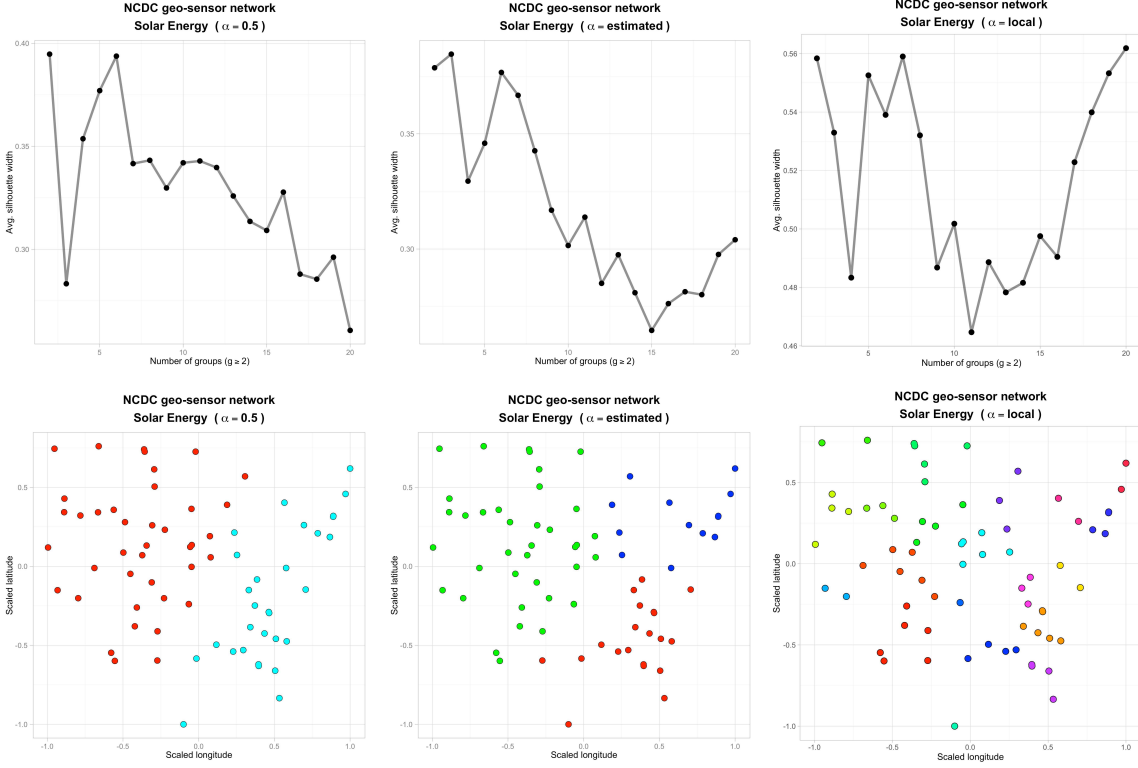 NCDC geo-sensor network
Solar Energy ( α = 0.5 )
0.40
0.30
Avg. silhouette width
5
10
15
20
Number of groups (g ≥ 2)
NCDC geo-sensor network
Solar Energy ( α = estimated )
0.35
0.30
Avg. silhouette width
5
10
15
20
Number of groups (g ≥ 2)
NCDC geo-sensor network
Solar Energy ( α = local )
0.56
0.54
0.52
0.50
0.48
0.46
Avg. silhouette width
5
10
15
20
Number of groups (g ≥ 2)
NCDC geo-sensor network
Solar Energy ( α = 0.5 )
0.5
0.0
-0.5
-1.0
Scaled latitude
-1.0
-0.5
0.0
0.5
1.0
Scaled longitude
NCDC geo-sensor network
Solar Energy ( α = estimated )
0.5
0.0
-0.5
-1.0
Scaled latitude
-1.0
-0.5
0.0
0.5
1.0
Scaled longitude
NCDC geo-sensor network
Solar Energy ( α = local )
0.5
0.0
-0.5
-1.0
Scaled latitude
-1.0
-0.5
0.0
0.5
1.0
Scaled longitude